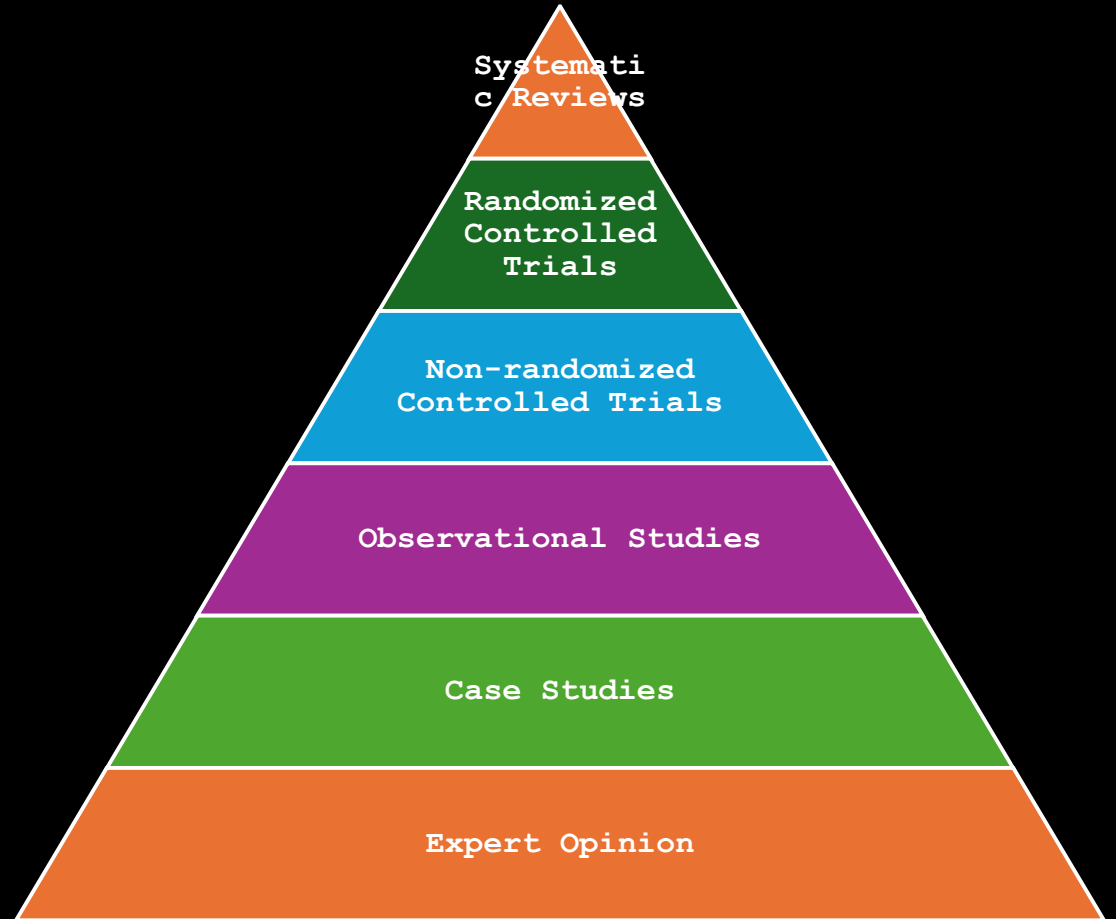 Systemati
c Reviews
Randomized
Controlled
Trials
Non-randomized
Controlled Trials
Observational Studies
Case Studies
Expert Opinion